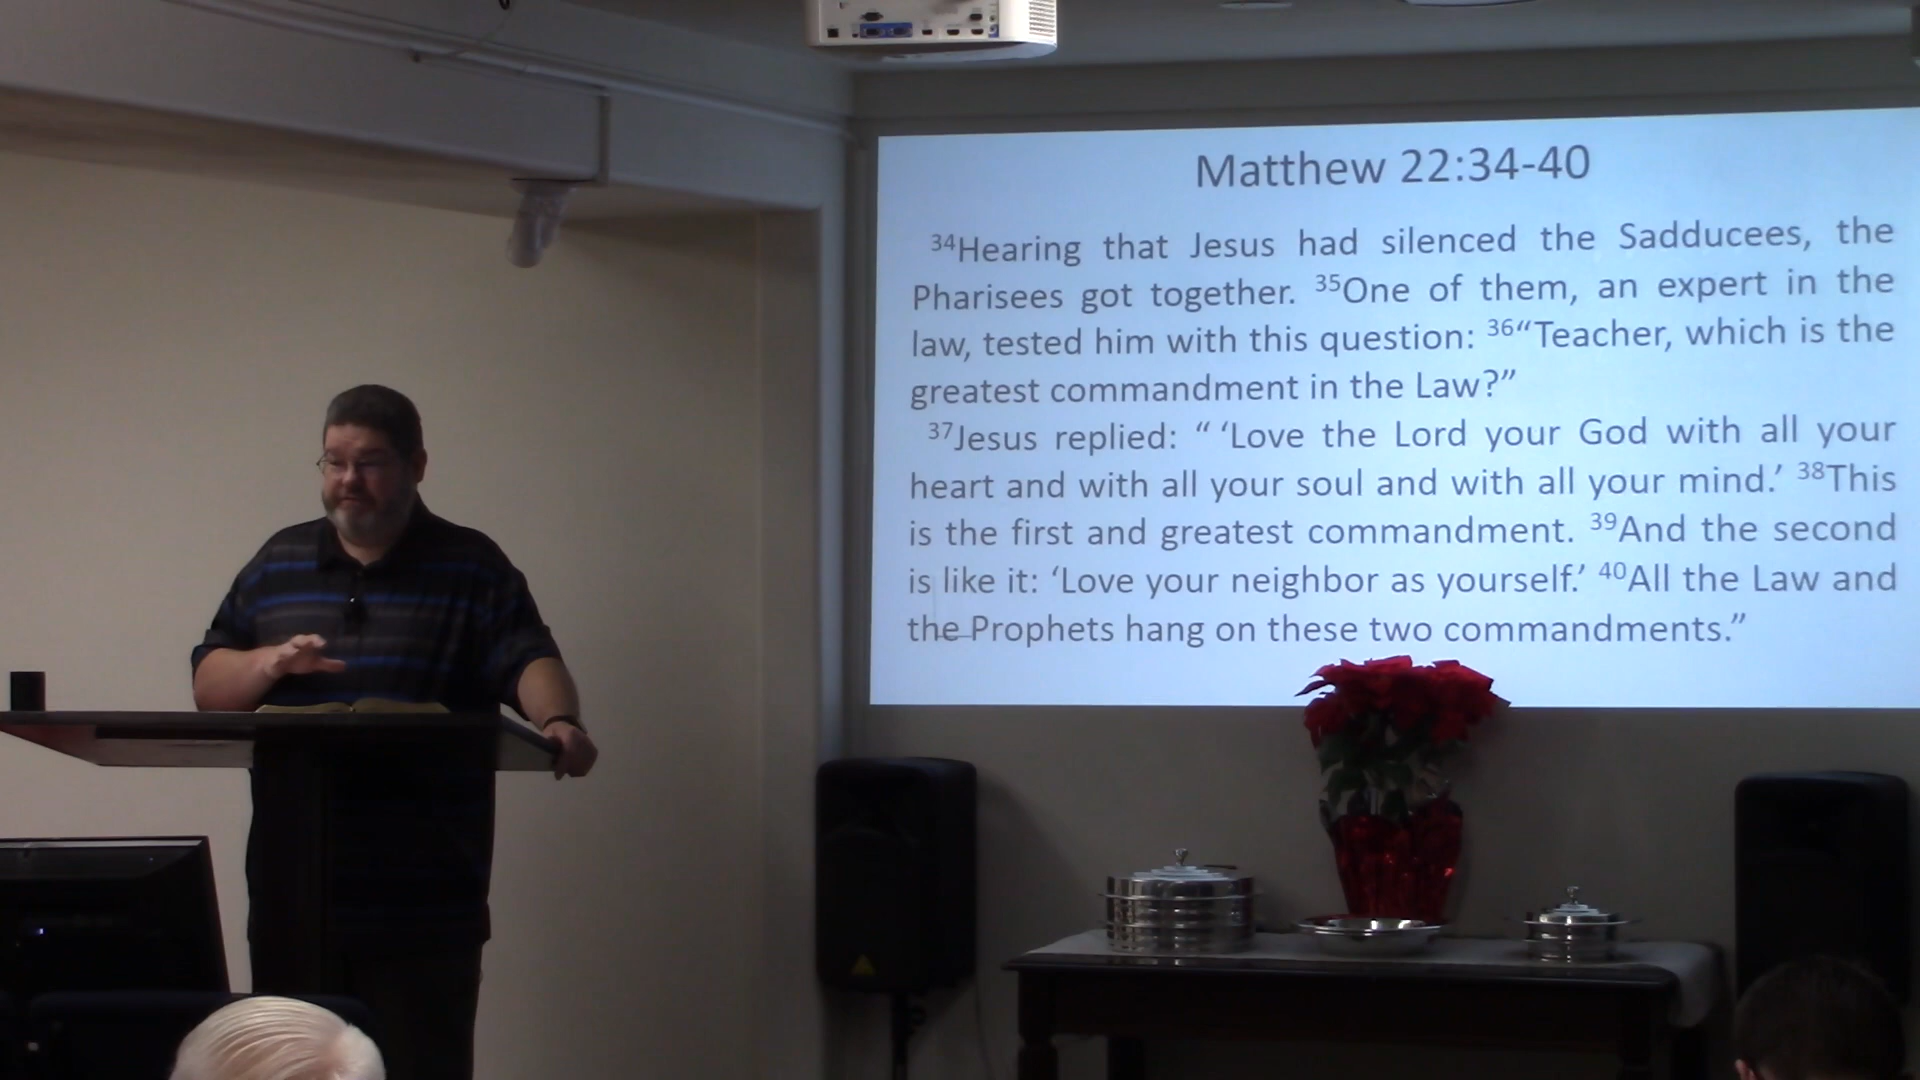 Matthew 22:34-40
³⁴Hearing that Jesus had silenced the Sadducees, the
Pharisees got together. ³⁵One of them, an expert in the
law, tested him with this question: ³⁶“Teacher, which is the
greatest commandment in the Law?”
³⁷Jesus replied: “ ‘Love the Lord your God with all your
heart and with all your soul and with all your mind.’ ³⁸This
is the first and greatest commandment. ³⁹And the second
is like it: ‘Love your neighbor as yourself.’ ⁴⁰All the Law and
the Prophets hang on these two commandments.”